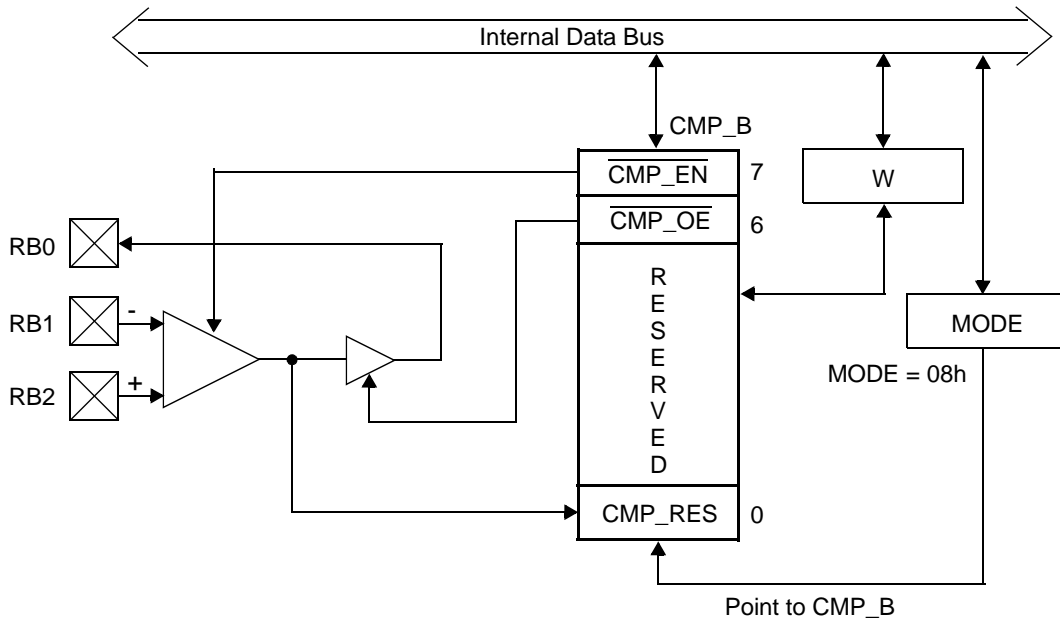 Internal Data Bus
CMP_B
CMP_EN 7
W
CMP_OE 6
RB0
RESERVED
RB1 -
MODE
RB2 +
MODE = 08h
CMP_RES 0
Point to CMP_B